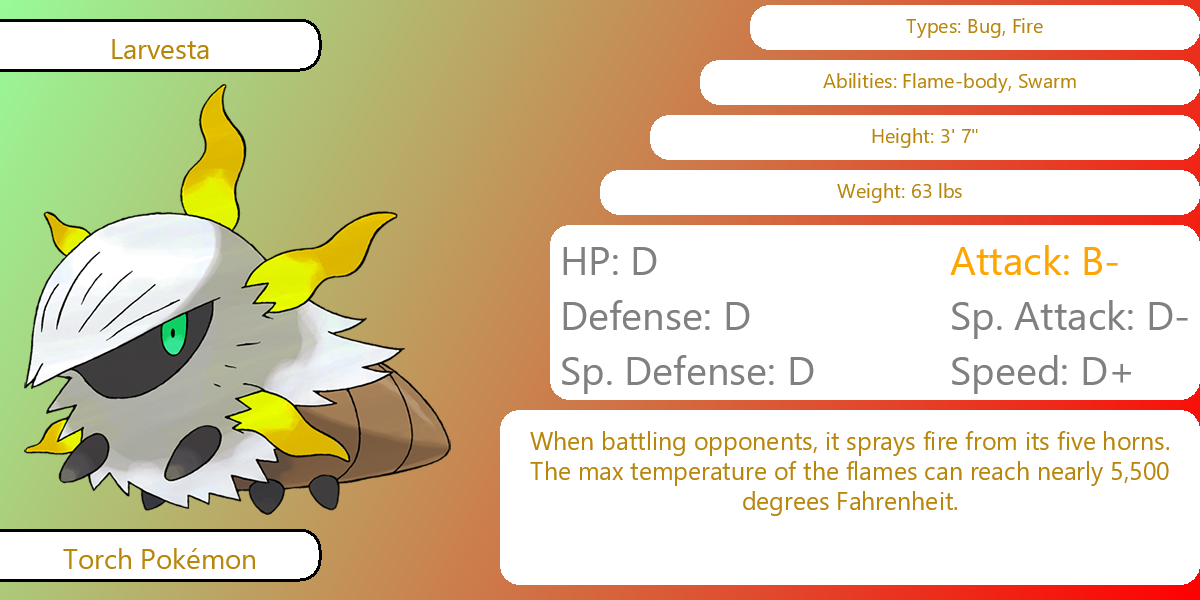 Larvesta
Types: Bug, Fire
Abilities: Flame-body, Swarm
Height: 3' 7"
Weight: 63 lbs
HP: D
Attack: B-
Defense: D
Sp. Attack: D-
Sp. Defense: D
Speed: D+
When battling opponents, it sprays fire from its five horns.
The max temperature of the flames can reach nearly 5,500
degrees Fahrenheit.
Torch Pokémon